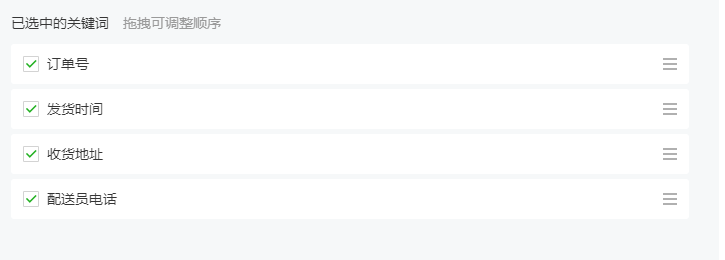 已选中的关键词 拖拽可调整顺序
订单号
发货时间
收货地址
配送员电话